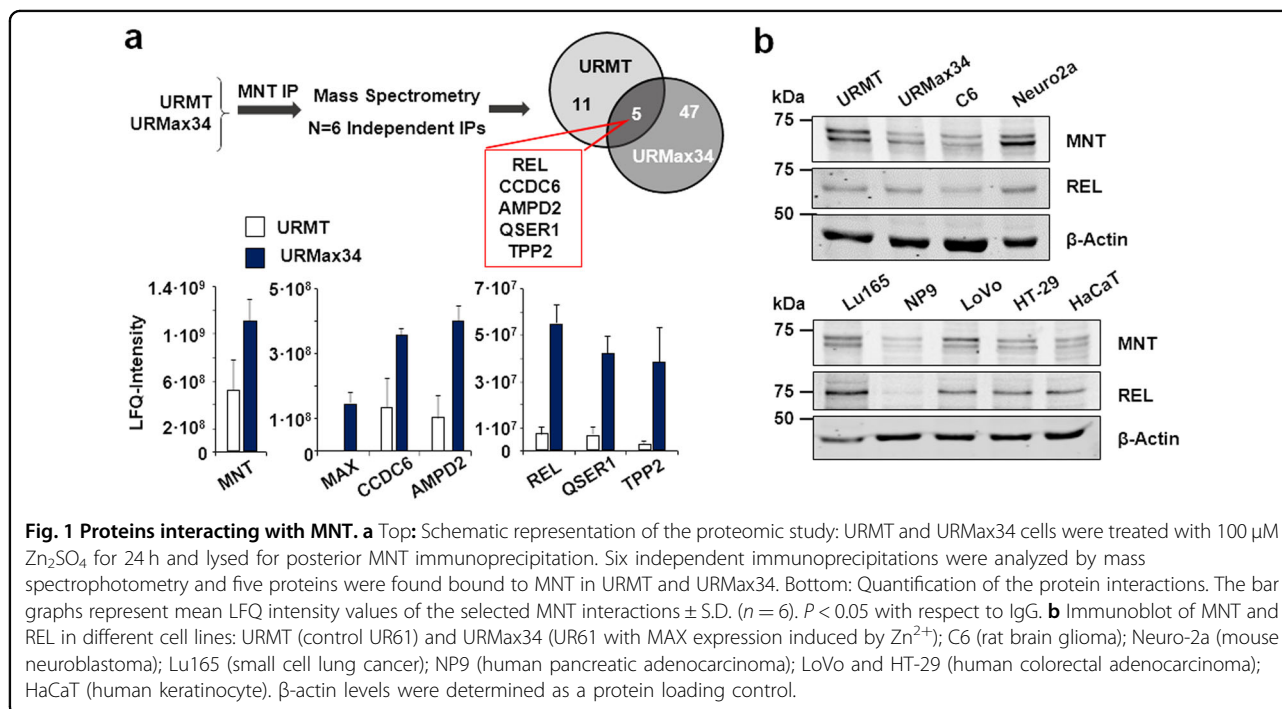 a
URMT
URMax34
MNT IP
Mass Spectrometry
N=6 Independent IPs
URMT
11
5
47
URMax34
REL
CCDC6
AMPD2
QSER1
TPP2
URMT
URMax34
LFQ-Intensity
1.4·10⁹
1·10⁹
6·10⁸
2·10⁸
0
MNT
5·10⁸
3·10⁸
1·10⁸
0
MAX
CCDC6
AMPD2
7·10⁷
5·10⁷
3·10⁷
1·10⁷
0
REL
QSER1
TPP2
b
kDa
URMT
URMax34
C6
Neuro2a
75
MNT
75
REL
50
β-Actin
kDa
Lu165
NP9
LoVo
HT-29
HaCaT
75
MNT
75
REL
50
β-Actin
Fig. 1 Proteins interacting with MNT. a Top: Schematic representation of the proteomic study: URMT and URMax34 cells were treated with 100 μM
Zn₂SO₄ for 24 h and lysed for posterior MNT immunoprecipitation. Six independent immunoprecipitations were analyzed by mass
spectrophotometry and five proteins were found bound to MNT in URMT and URMax34. Bottom: Quantification of the protein interactions. The bar
graphs represent mean LFQ intensity values of the selected MNT interactions ± S.D. (n = 6). P < 0.05 with respect to IgG. b Immunoblot of MNT and
REL in different cell lines: URMT (control UR61) and URMax34 (UR61 with MAX expression induced by Zn²⁺); C6 (rat brain glioma); Neuro-2a (mouse
neuroblastoma); Lu165 (small cell lung cancer); NP9 (human pancreatic adenocarcinoma); LoVo and HT-29 (human colorectal adenocarcinoma);
HaCaT (human keratinocyte). β-actin levels were determined as a protein loading control.